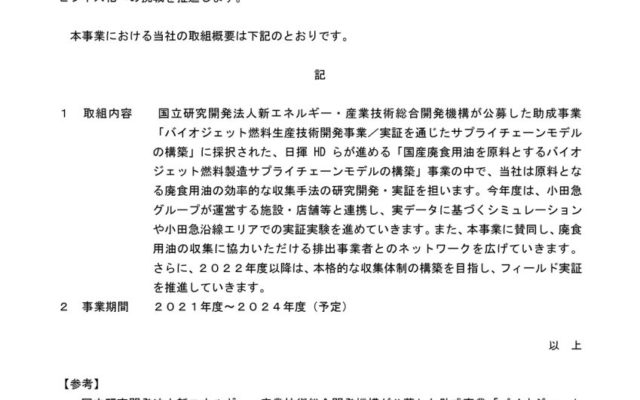 本事業における当社の取組概要は下記のとおりです。
記
１　取組内容　国立研究開発法人新エネルギー・産業技術総合開発機構が公募した助成事業
「バイオジェット燃料生産技術開発事業／実証を通じたサプライチェーンモデル
の構築」に採択された、日揮 HD らが進める「国産廃食用油を原料とするバイオ
ジェット燃料製造サプライチェーンモデルの構築」事業の中で、当社は原料とな
る廃食用油の効率的な収集手法の研究開発・実証を担います。今年度は、小田急
グループが運営する施設・店舗等と連携し、実データに基づくシミュレーション
や小田急沿線エリアでの実証実験を進めていきます。また、本事業に賛同し、廃食
用油の収集に協力いただける排出事業者とのネットワークを広げていきます。
さらに、２０２２年度以降は、本格的な収集体制の構築を目指し、フィールド実証
を推進していきます。
２　事業期間　２０２１年度～２０２４年度（予定）
以　上
【参考】